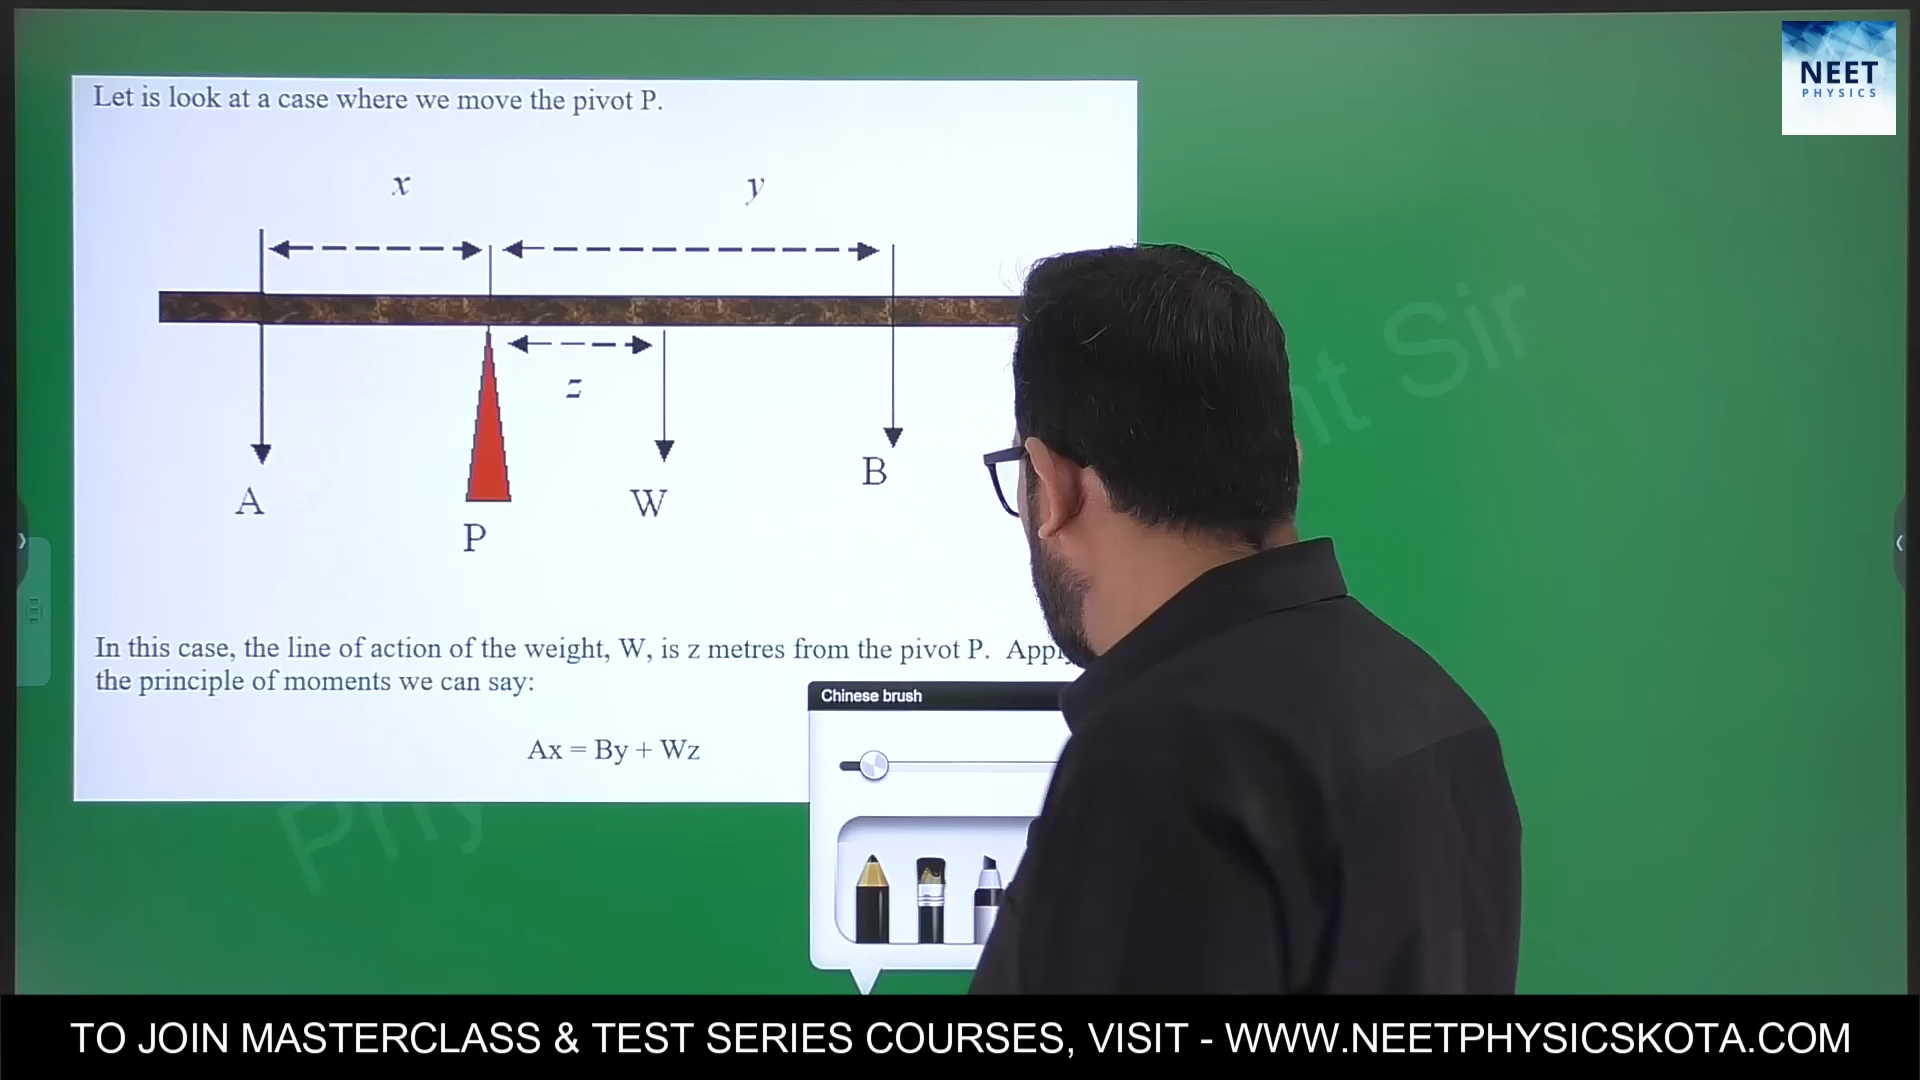 Let is look at a case where we move the pivot P.
NEET
PHYSICS
x
y
z
A
P
W
B
In this case, the line of action of the weight, W, is z metres from the pivot P.
the principle of moments we can say:
Chinese brush
Ax = By + Wz
Sir
TO JOIN MASTERCLASS & TEST SERIES COURSES, VISIT - WWW.NEETPHYSICSKOTA.COM